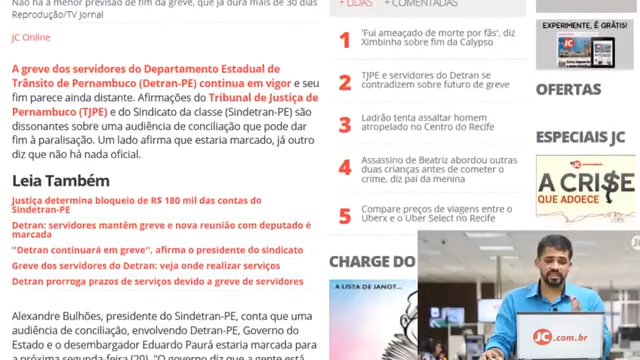 Não há a menor previsão de fim da greve, que já dura mais de 30 dias
Reprodução/TV Jornal
JC Online
A greve dos servidores do Departamento Estadual de
Trânsito de Pernambuco (Detran-PE) continua em vigor e seu
fim parece ainda distante. Afirmações do Tribunal de Justiça de
Pernambuco (TJPE) e do Sindicato da classe (Sindetran-PE) são
dissonantes sobre uma audiência de conciliação que pode dar
fim à paralisação. Um lado afirma que estaria marcado, já outro
diz que não há nada oficial.
Leia Também
Justiça determina bloqueio de R$ 180 mil das contas do
Sindetran-PE
Detran: servidores mantêm greve e nova reunião com deputado é
marcada
"Detran continuará em greve", afirma o presidente do sindicato
Greve dos servidores do Detran: veja onde realizar serviços
Detran prorroga prazos de serviços devido a greve de servidores
Alexandre Bulhões, presidente do Sindetran-PE, conta que uma
audiência de conciliação, envolvendo Detran-PE, Governo do
Estado e o desembargador Eduardo Paurá estaria marcada para
a próxima segunda-feira (20). "O governo diz que a gente está
+ LIDAS
+ COMENTADAS
1 'Fui ameaçado de morte por fãs', diz
Ximbinha sobre fim da Calypso
2 TJPE e servidores do Detran se
contradizem sobre futuro de greve
3 Ladrão tenta assaltar homem
atropelado no Centro do Recife
4 Assassino de Beatriz abordou outras
duas crianças antes de cometer o
crime, diz pai da menina
5 Compare preços de viagens entre o
Uberx e o Uber Select no Recife
CHARGE DO
A LISTA DE JANOT...
EXPERIMENTE, É GRÁTIS!
JC
OFERTAS
ESPECIAIS JC
A CRI$E
QUE ADOECE
JC.com.br